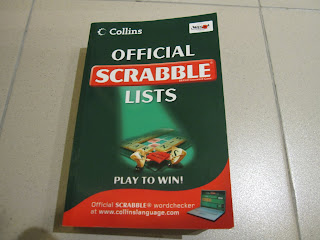 Collins
OFFICIAL
SCRABBLE
LISTS
PLAY TO WIN!
Official SCRABBLE® wordchecker
at www.collinslanguage.com